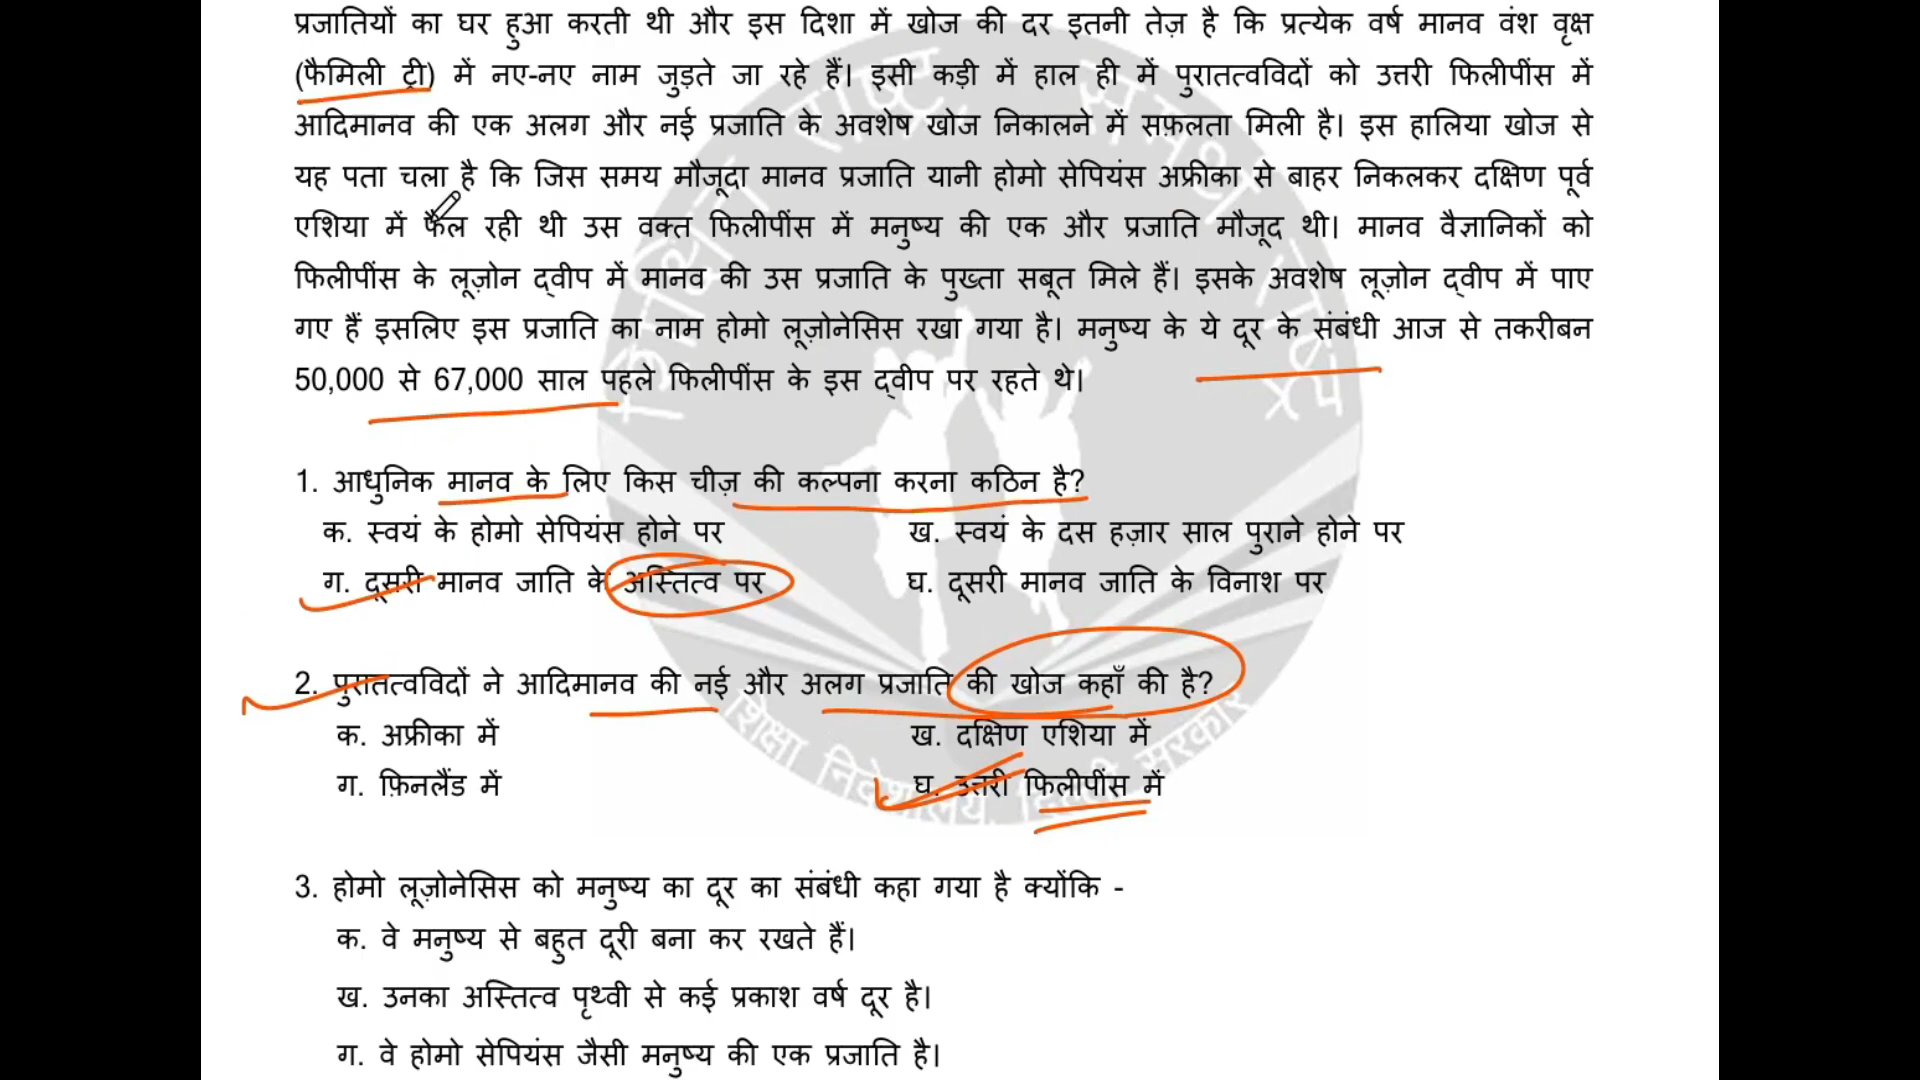 प्रजातियों का घर हुआ करती थी और इस दिशा में खोज की दर इतनी तेज़ है कि प्रत्येक वर्ष मानव वंश वृक्ष
(फैमिली ट्री) में नए-नए नाम जुड़ते जा रहे हैं। इसी कड़ी में हाल ही में पुरातत्वविदों को उत्तरी फिलीपींस में
आदिमानव की एक अलग और नई प्रजाति के अवशेष खोज निकालने में सफ़लता मिली है। इस हालिया खोज से
यह पता चला है कि जिस समय मौजूदा मानव प्रजाति यानी होमो सेपियंस अफ्रीका से बाहर निकलकर दक्षिण पूर्व
एशिया में फैल रही थी उस वक्त फिलीपींस में मनुष्य की एक और प्रजाति मौजूद थी। मानव वैज्ञानिकों को
फिलीपींस के लूज़ोन द्वीप में मानव की उस प्रजाति के पुख्ता सबूत मिले हैं। इसके अवशेष लूज़ोन द्वीप में पाए
गए हैं इसलिए इस प्रजाति का नाम होमो लूज़ोनेसिस रखा गया है। मनुष्य के ये दूर के संबंधी आज से तकरीबन
50,000 से 67,000 साल पहले फिलीपींस के इस द्वीप पर रहते थे।
1. आधुनिक मानव के लिए किस चीज़ की कल्पना करना कठिन है?
क. स्वयं के होमो सेपियंस होने पर ख. स्वयं के दस हज़ार साल पुराने होने पर
ग. दूसरी मानव जाति के अस्तित्व पर घ. दूसरी मानव जाति के विनाश पर
2. पुरातत्वविदों ने आदिमानव की नई और अलग प्रजाति की खोज कहाँ की है?
क. अफ्रीका में ख. दक्षिण एशिया में
ग. फ़िनलैंड में घ. उत्तरी फिलीपींस में
3. होमो लूज़ोनेसिस को मनुष्य का दूर का संबंधी कहा गया है क्योंकि -
क. वे मनुष्य से बहुत दूरी बना कर रखते हैं।
ख. उनका अस्तित्व पृथ्वी से कई प्रकाश वर्ष दूर है।
ग. वे होमो सेपियंस जैसी मनुष्य की एक प्रजाति है।
शिक्षित राष्ट्र, समर्थ राष्ट्र
शिक्षा निदेशालय, दिल्ली सरकार